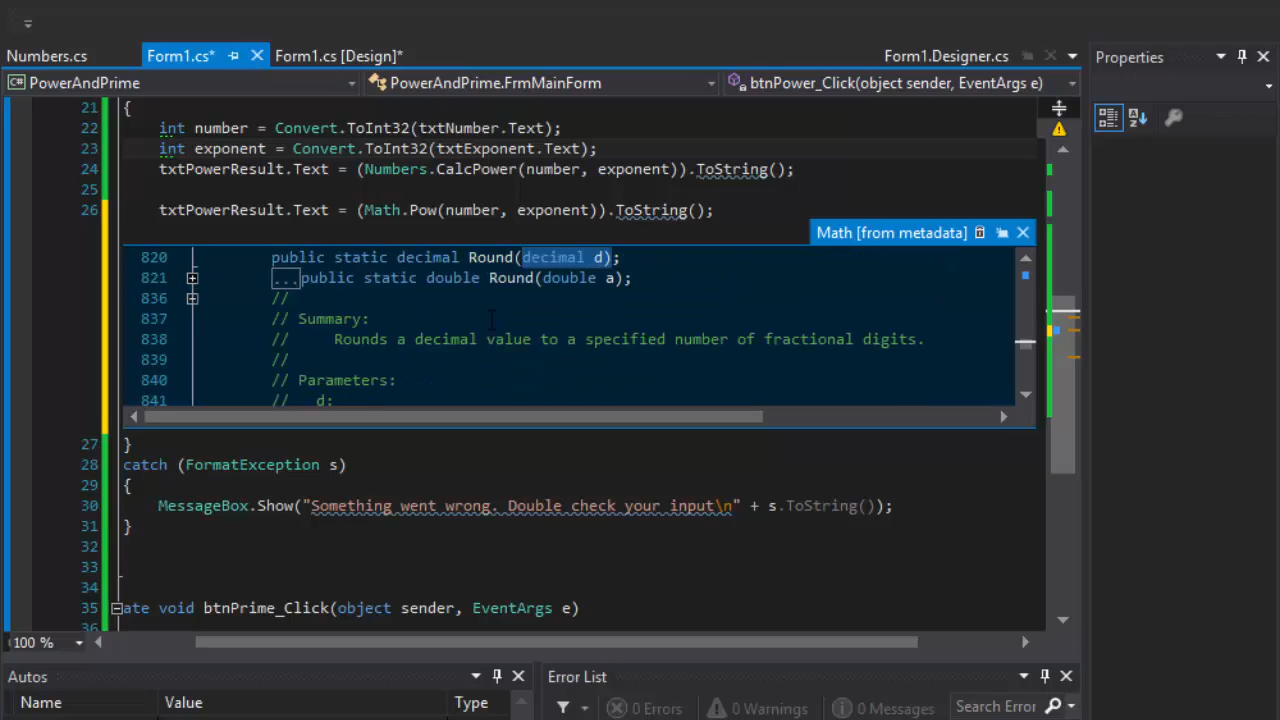 Numbers.cs Form1.cs* Form1.cs [Design]* Form1.Designer.cs Properties
PowerAndPrime PowerAndPrime.FrmMainForm btnPower_Click(object sender, EventArgs e)
21 {
22 int number = Convert.ToInt32(txtNumber.Text);
23 int exponent = Convert.ToInt32(txtExponent.Text);
24 txtPowerResult.Text = (Numbers.CalcPower(number, exponent)).ToString();
25
26 txtPowerResult.Text = (Math.Pow(number, exponent)).ToString();
Math [from metadata]
820 public static decimal Round(decimal d);
821 ...public static double Round(double a);
836 //
837 // Summary:
838 // Rounds a decimal value to a specified number of fractional digits.
839 //
840 // Parameters:
841 // d:
27 }
28 catch (FormatException s)
29 {
30 MessageBox.Show("Something went wrong. Double check your input\n" + s.ToString());
31 }
32
33
34
35 ate void btnPrime_Click(object sender, EventArgs e)
36
100 %
Autos Error List
Name Value Type 0 Errors 0 Warnings 0 Messages Search Error